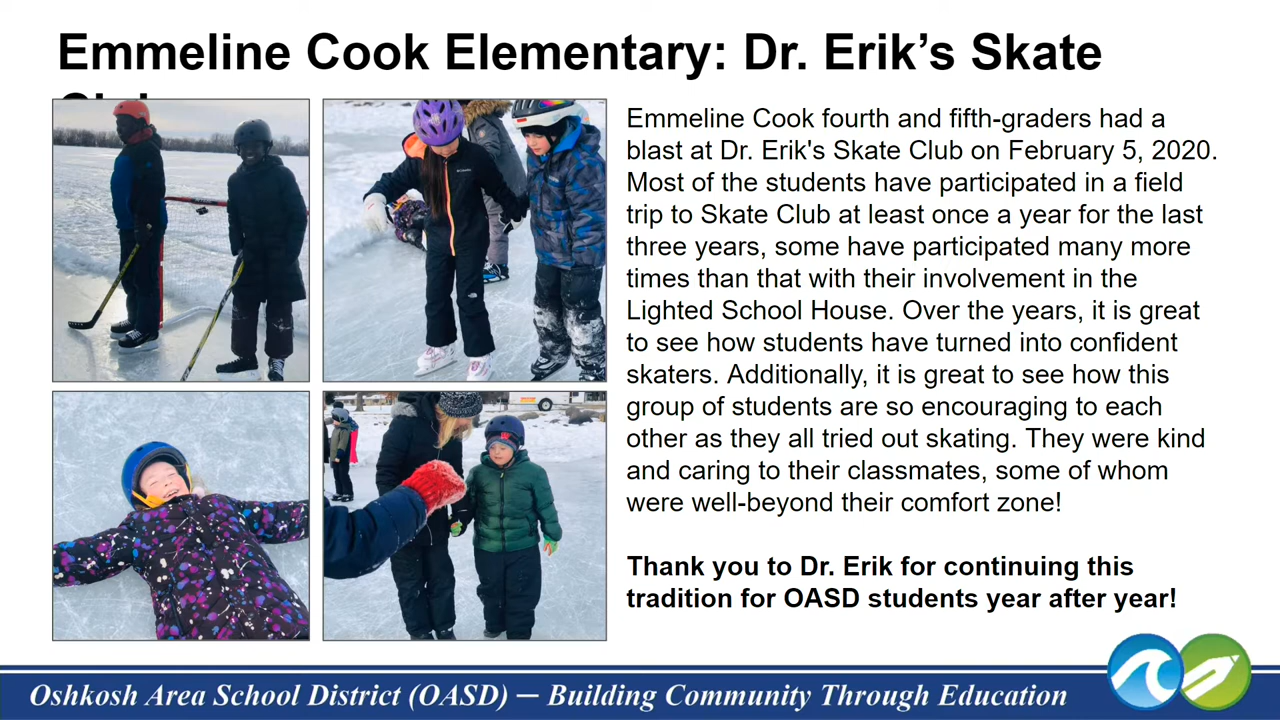 Emmeline Cook Elementary: Dr. Erik’s Skate
Emmeline Cook fourth and fifth-graders had a
blast at Dr. Erik's Skate Club on February 5, 2020.
Most of the students have participated in a field
trip to Skate Club at least once a year for the last
three years, some have participated many more
times than that with their involvement in the
Lighted School House. Over the years, it is great
to see how students have turned into confident
skaters. Additionally, it is great to see how this
group of students are so encouraging to each
other as they all tried out skating. They were kind
and caring to their classmates, some of whom
were well-beyond their comfort zone!
Thank you to Dr. Erik for continuing this
tradition for OASD students year after year!
Oshkosh Area School District (OASD) — Building Community Through Education